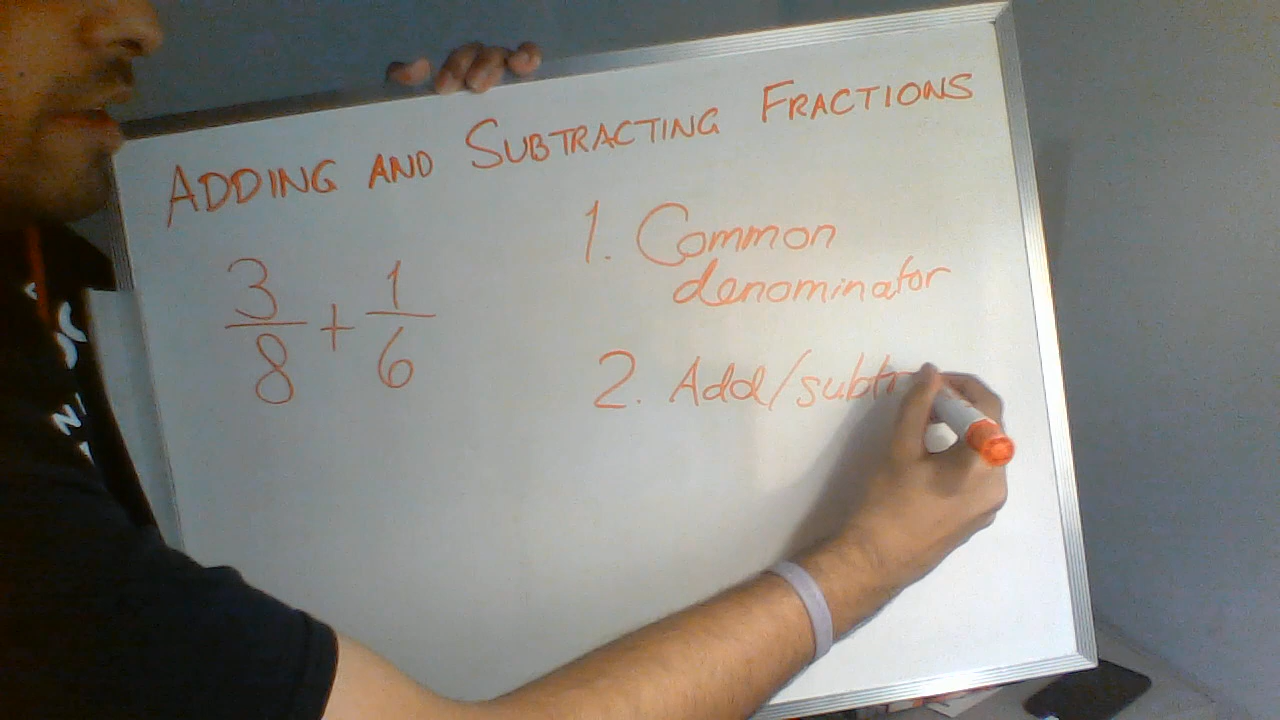 ADDING AND SUBTRACTING FRACTIONS
3/8 + 1/6
1. Common
denominator
2. Add/subtr